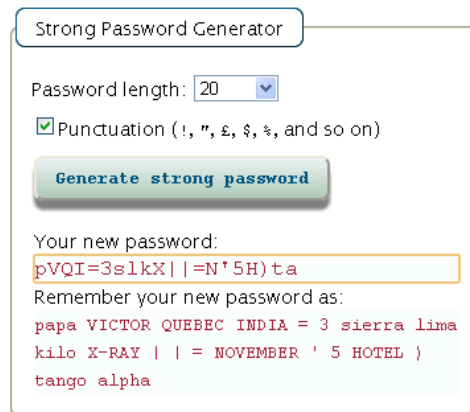 Strong Password Generator
Password length: 20
Punctuation (!, ", £, $, %, and so on)
Generate strong password
Your new password:
pVQI=3slkX||=N'5H)ta
Remember your new password as:
papa VICTOR QUEBEC INDIA = 3 sierra lima
kilo X-RAY | | = NOVEMBER ' 5 HOTEL )
tango alpha